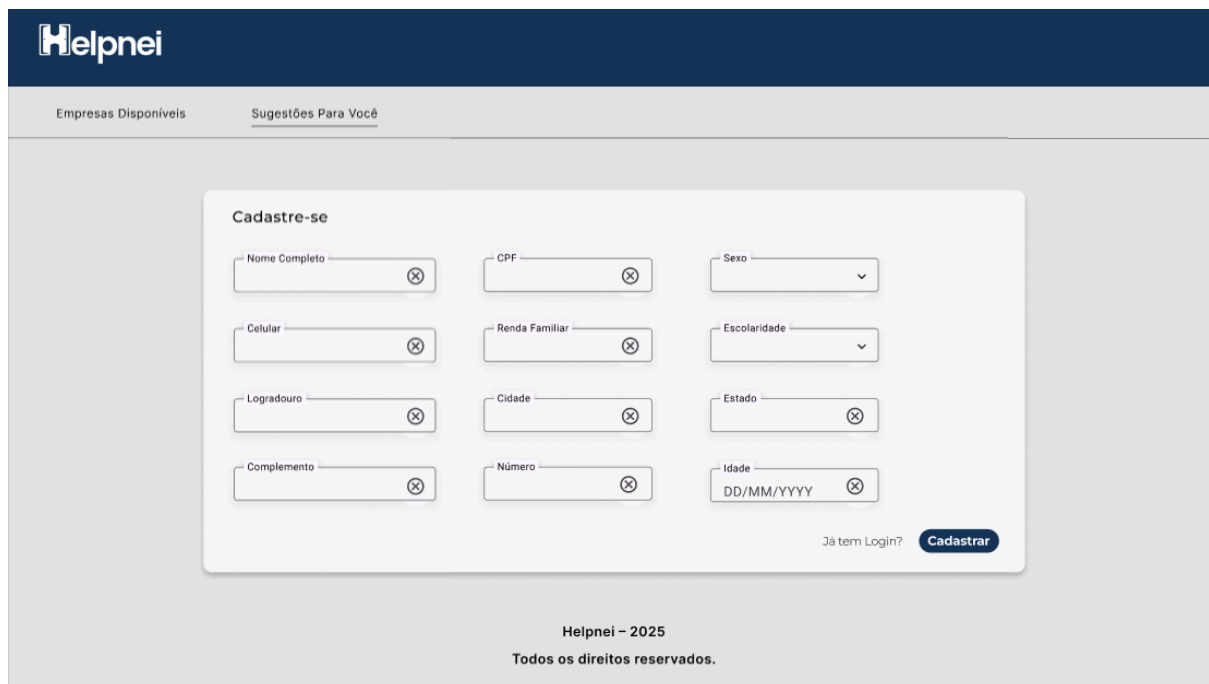 Helpnei
Empresas Disponíveis Sugestões Para Você
Cadastre-se
Nome Completo CPF Sexo
Celular Renda Familiar Escolaridade
Logradouro Cidade Estado
Complemento Número Idade
DD/MM/YYYY
Já tem Login? Cadastrar
Helpnei – 2025
Todos os direitos reservados.